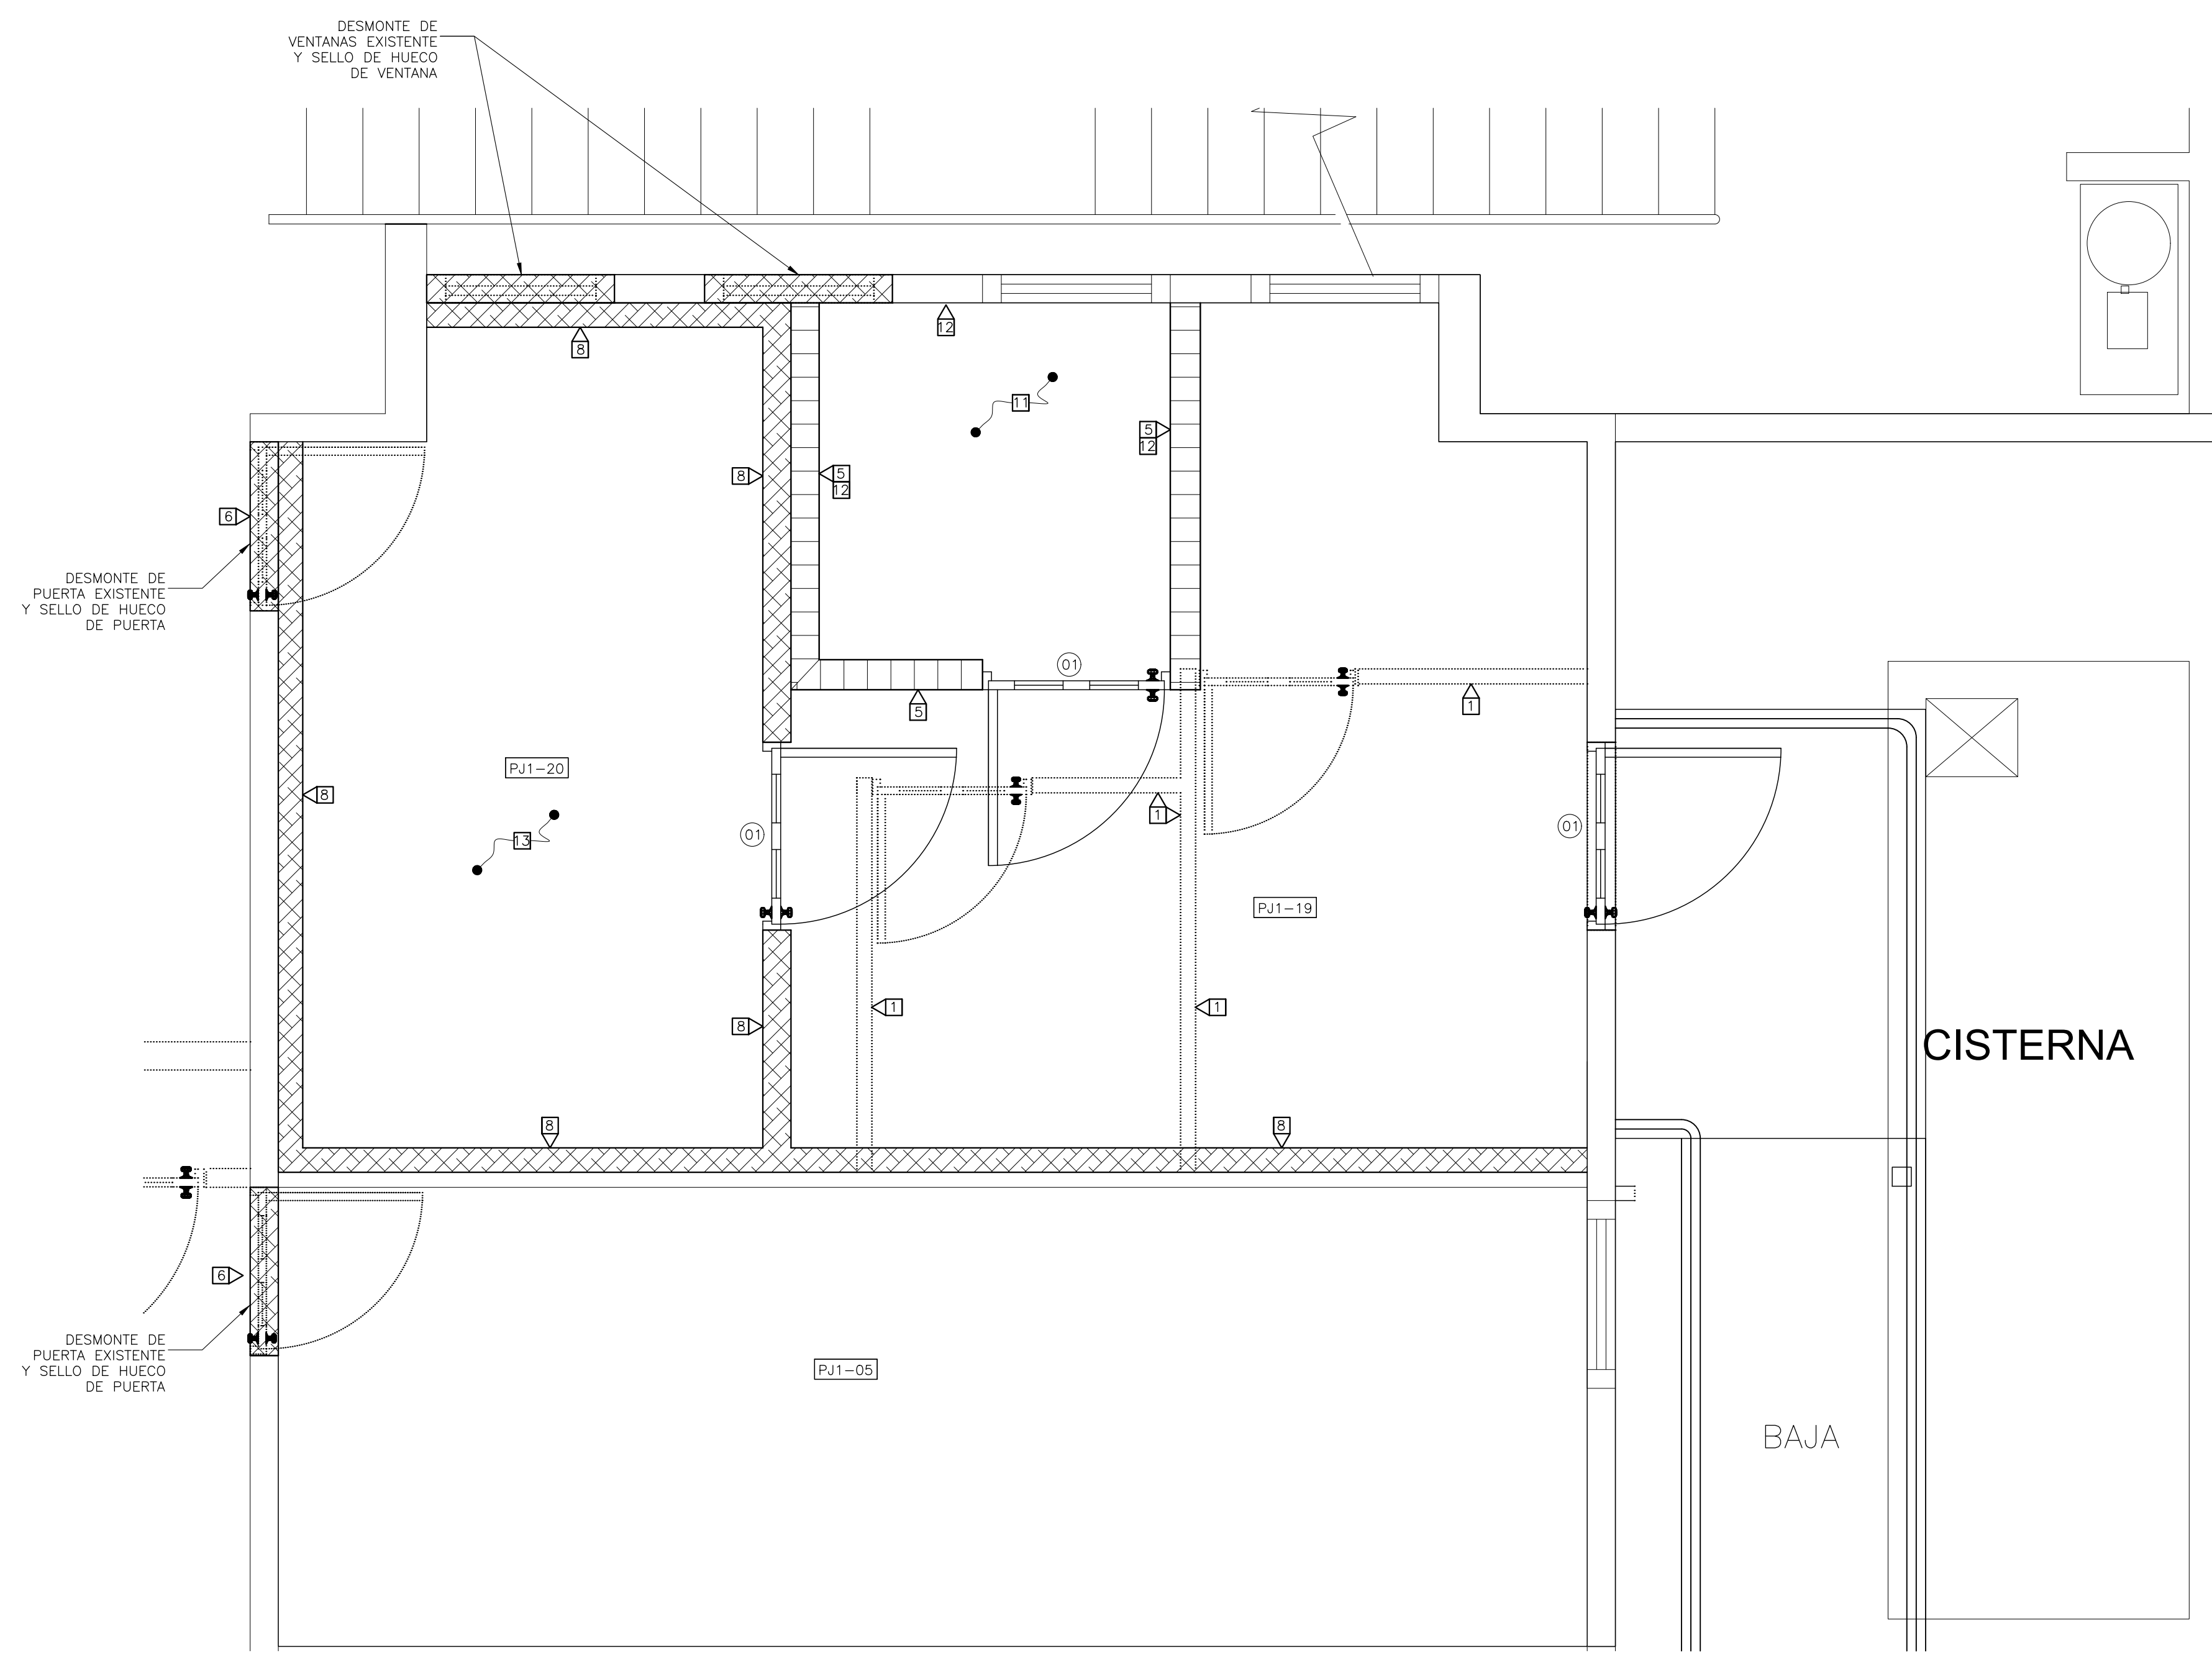 DESMONTE DE
VENTANAS EXISTENTE
Y SELLO DE HUECO
DE VENTANA
12
8
11
5
12
8
5
12
6
DESMONTE DE
PUERTA EXISTENTE
Y SELLO DE HUECO
DE PUERTA
01
5
1
PJ1-20
8
13
01
1
01
PJ1-19
1
1
8
CISTERNA
8
8
6
DESMONTE DE
PUERTA EXISTENTE
Y SELLO DE HUECO
DE PUERTA
PJ1-05
BAJA